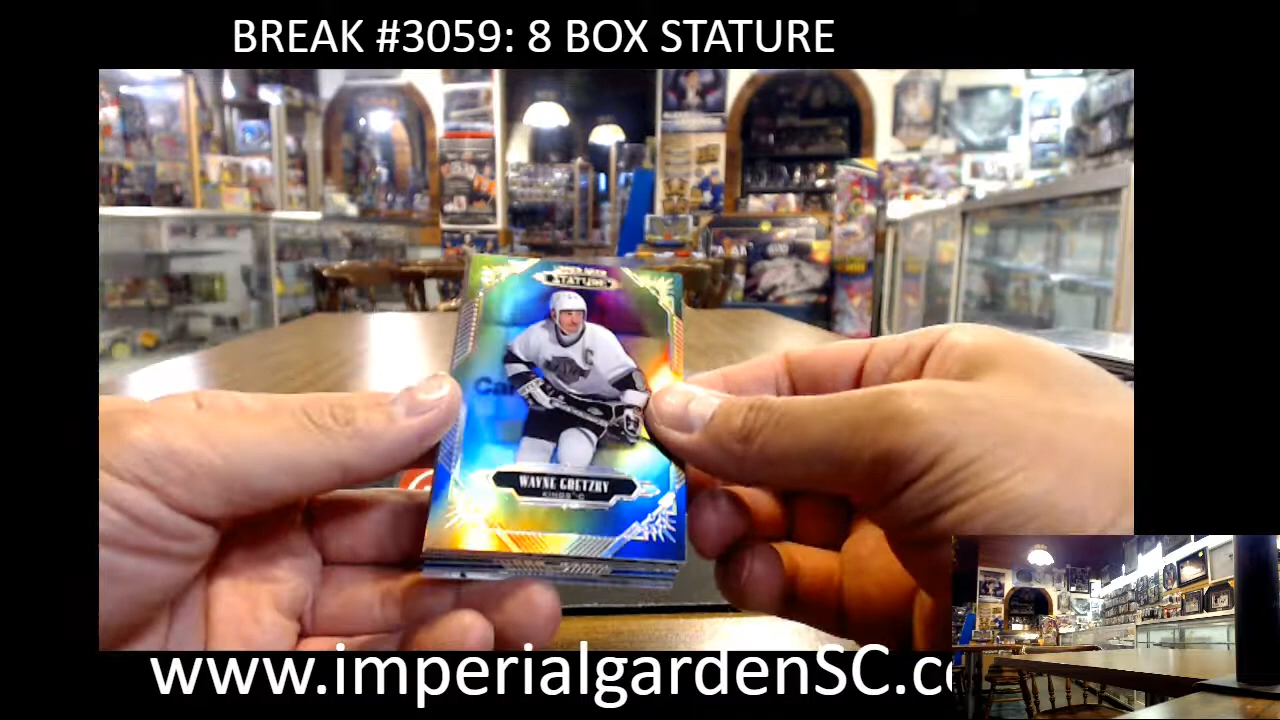 BREAK #3059: 8 BOX STATURE
STATURE
C
WAYNE GRETZKY
KINGS C
www.imperialgardenSC.c